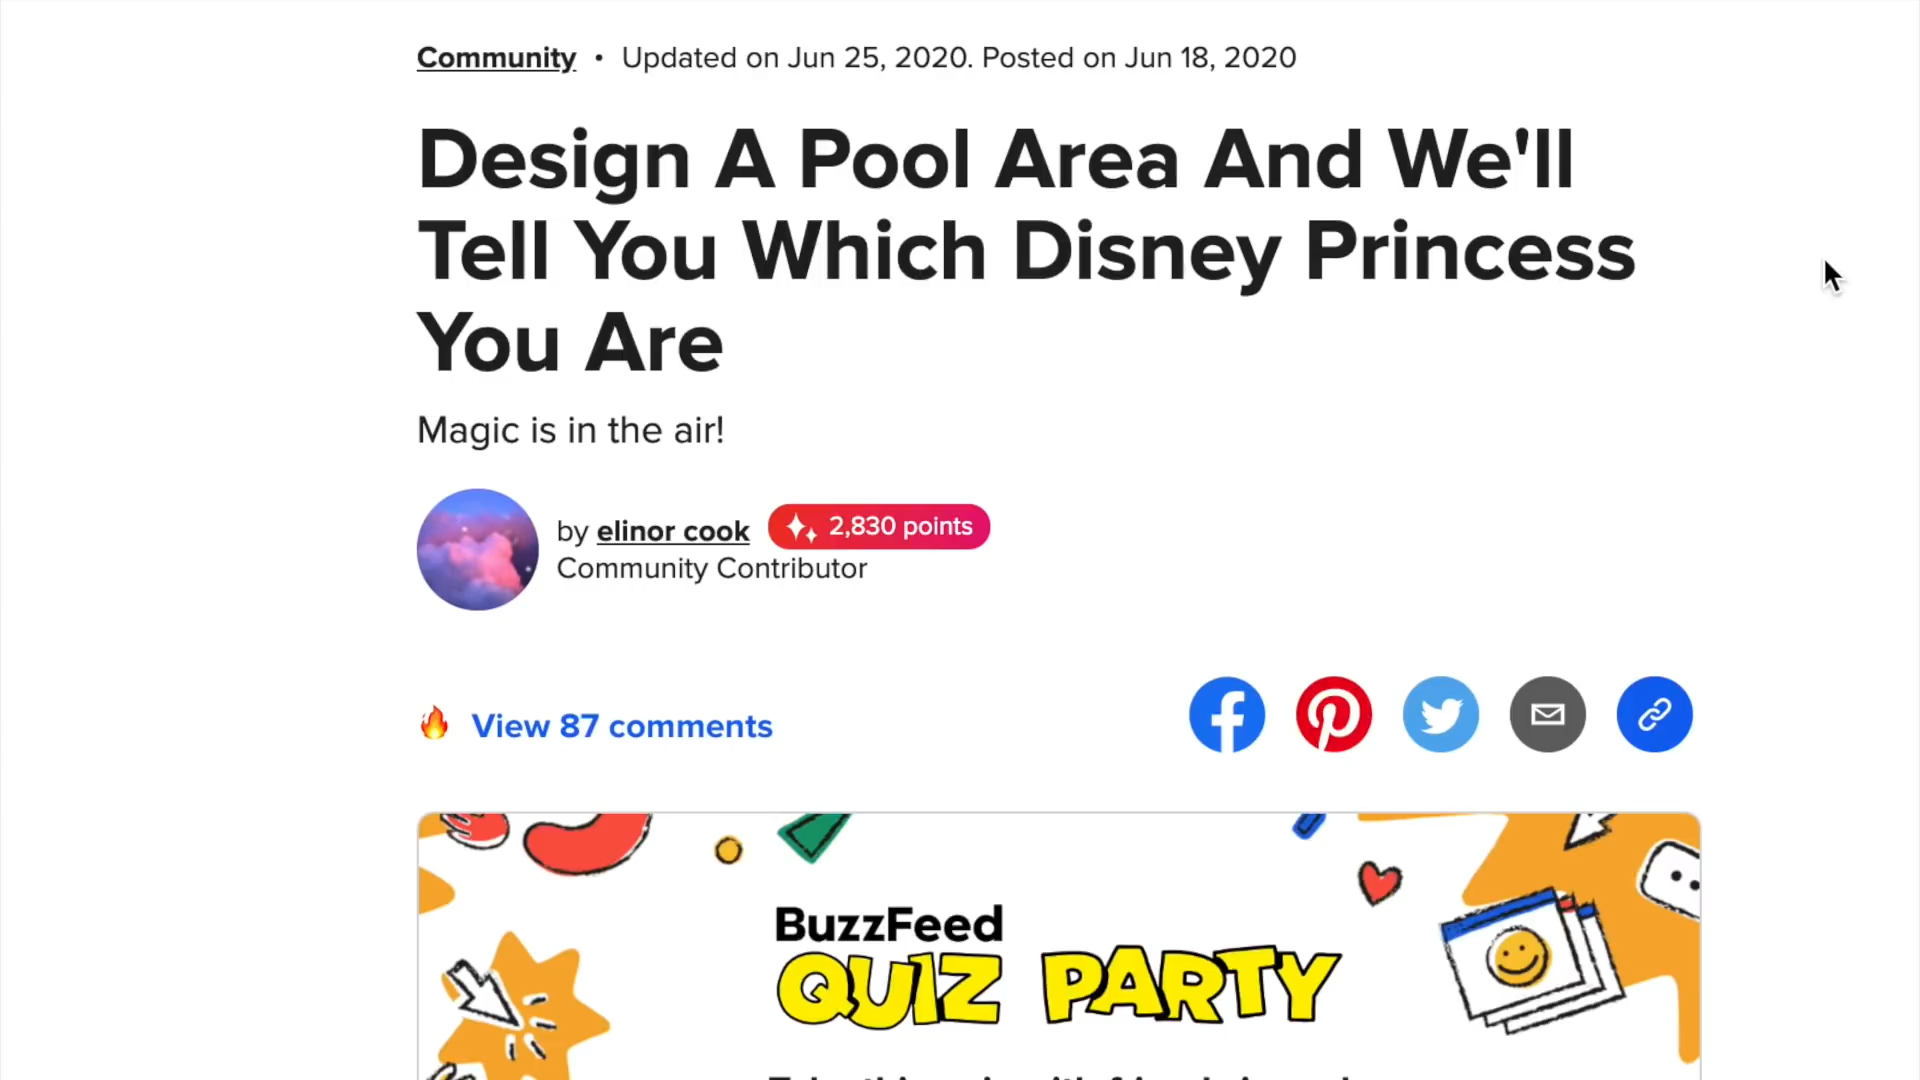 Community • Updated on Jun 25, 2020. Posted on Jun 18, 2020
Design A Pool Area And We'll
Tell You Which Disney Princess
You Are
Magic is in the air!
by elinor cook 2,830 points
Community Contributor
View 87 comments
BuzzFeed
QUIZ PARTY